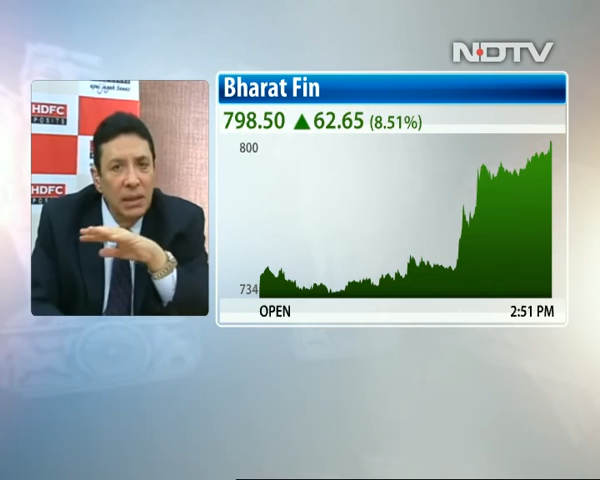 NDTV
Bharat Fin
798.50 ▲ 62.65 (8.51%)
800
734
OPEN
2:51 PM
HDFC
HDFC